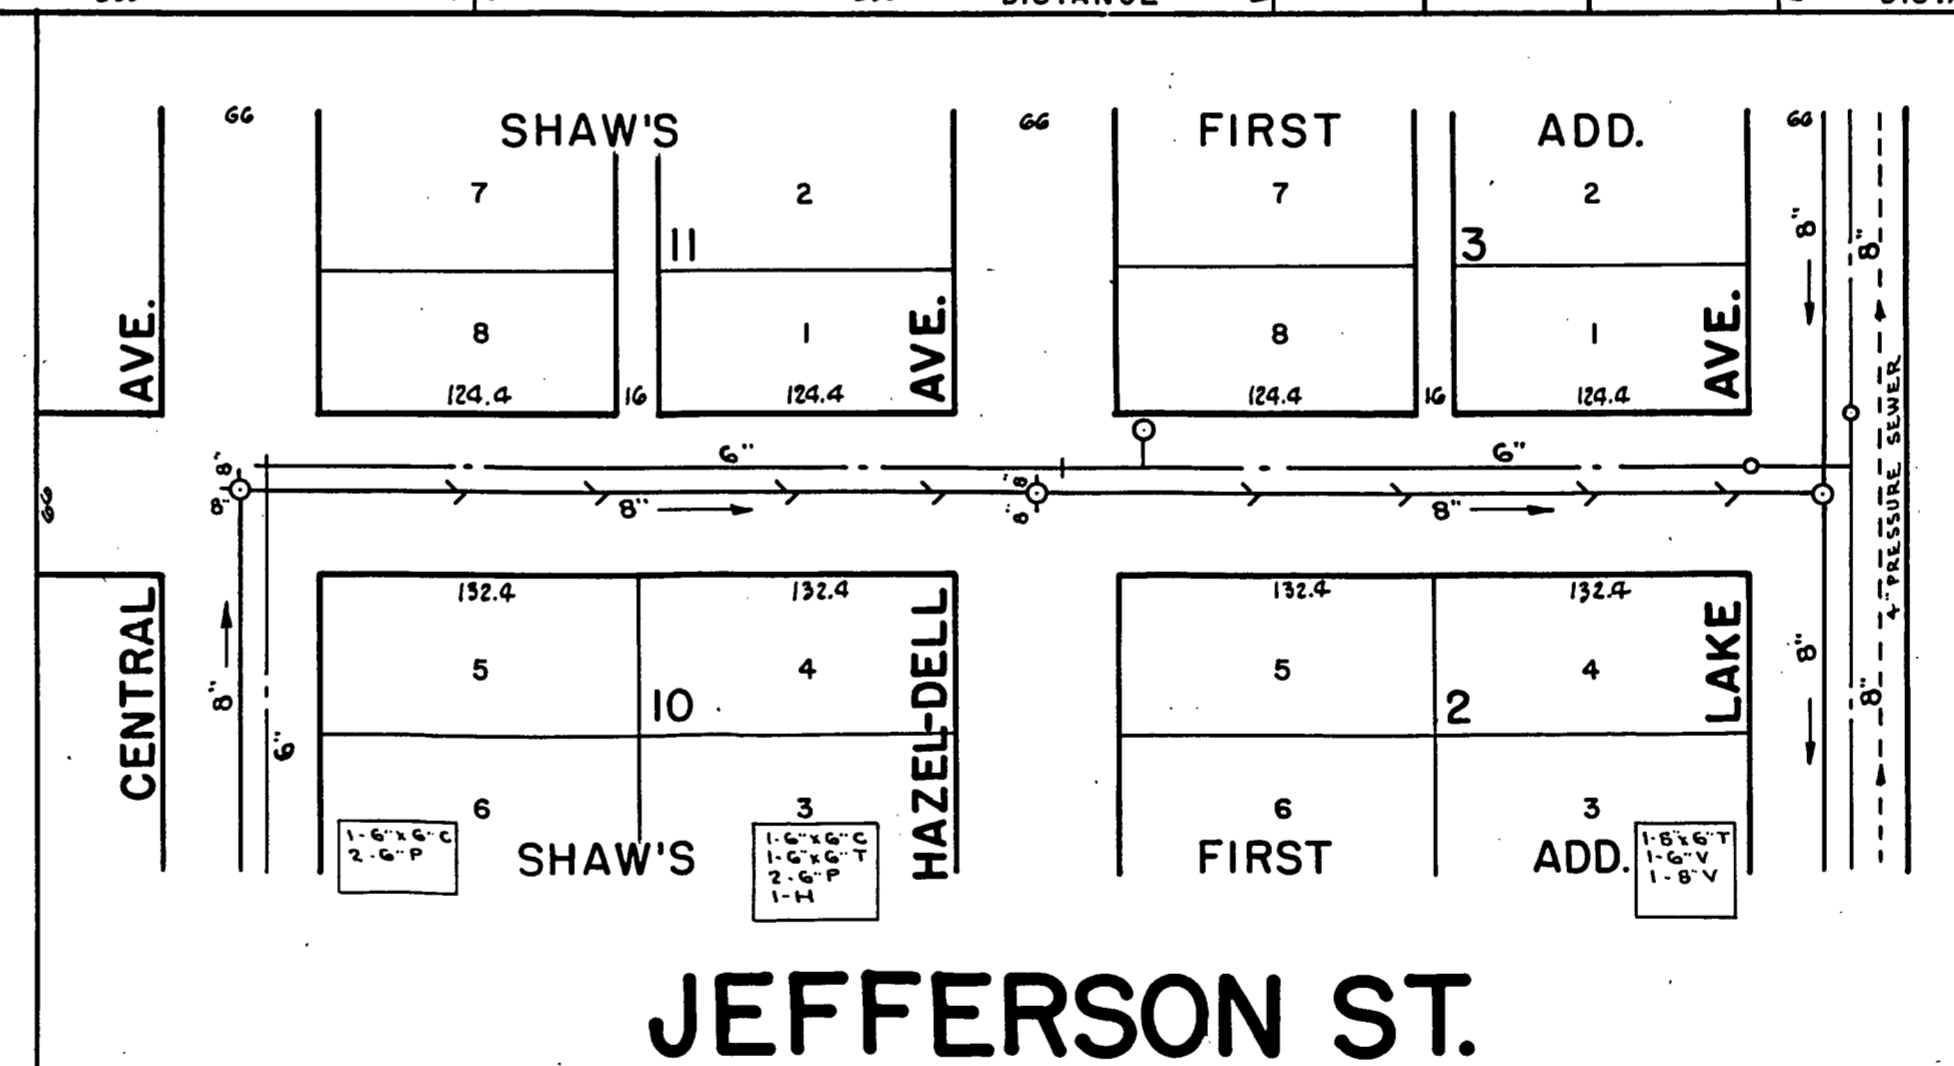 DISTANCE
66
SHAW'S
66
FIRST
ADD.
66
7
2
7
2
8"
8"
11
3
AVE.
8
1
AVE.
8
1
AVE.
124.4
16
124.4
124.4
16
124.4
4" PRESSURE SEWER
6"
6"
8"
8"
8"
8"
66
8"
8"
132.4
132.4
132.4
132.4
CENTRAL
HAZEL-DELL
LAKE
5
4
5
4
8"
8"
8"
10
2
6"
6
3
6
3
1-6"x6"C
2-6"P
SHAW'S
1-6"x6"C
1-6"x6"T
2-6"P
1-H
FIRST
ADD.
1-8"x6"T
1-6"V
1-8"V
JEFFERSON ST.